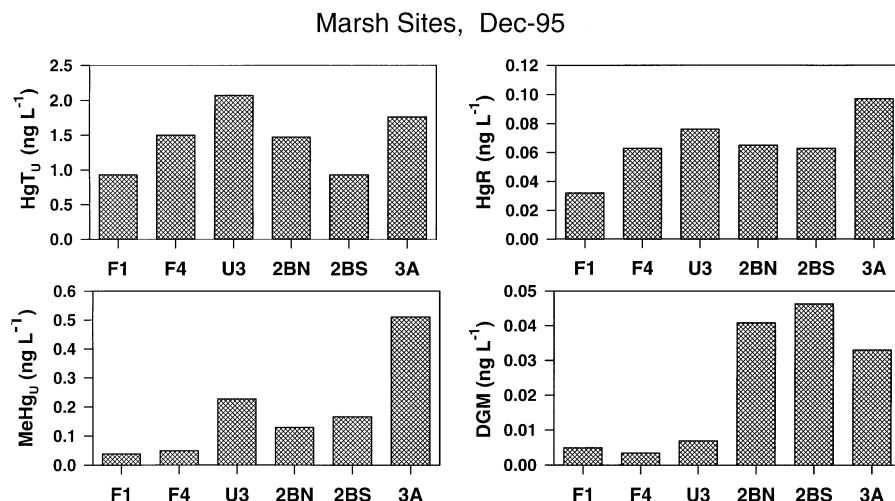 Marsh Sites, Dec-95
HgT_U (ng L⁻¹)
2.5
2.0
1.5
1.0
0.5
0.0
F1 F4 U3 2BN 2BS 3A
HgR (ng L⁻¹)
0.12
0.10
0.08
0.06
0.04
0.02
0.00
F1 F4 U3 2BN 2BS 3A
MeHg_U (ng L⁻¹)
0.6
0.5
0.4
0.3
0.2
0.1
0.0
F1 F4 U3 2BN 2BS 3A
DGM (ng L⁻¹)
0.05
0.04
0.03
0.02
0.01
0.00
F1 F4 U3 2BN 2BS 3A